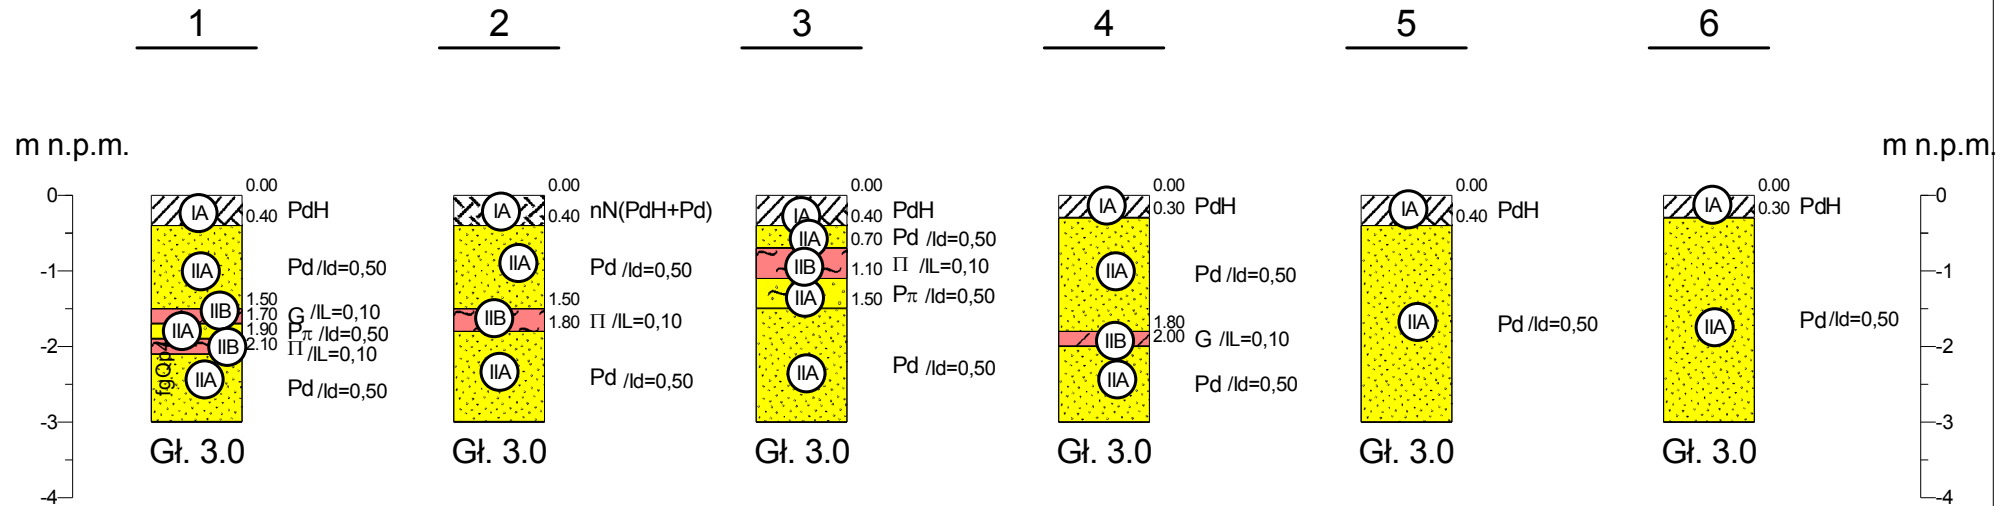 1 2 3 4 5 6
m n.p.m. m n.p.m.
0 -1 -2 -3 -4
0.00
IA 0.40 PdH
IIA Pd /Id=0,50
1.50
IIB 1.70 G /IL=0,10
IIA 1.90 Pπ /Id=0,50
IIB 2.10 Π /IL=0,10
fgQp4
IIA Pd /Id=0,50
Gł. 3.0
0.00
IA 0.40 nN(PdH+Pd)
IIA Pd /Id=0,50
1.50
IIB 1.80 Π /IL=0,10
IIA Pd /Id=0,50
Gł. 3.0
0.00
IA 0.40 PdH
IIA 0.70 Pd /Id=0,50
IIB 1.10 Π /IL=0,10
IIA 1.50 Pπ /Id=0,50
IIA Pd /Id=0,50
Gł. 3.0
0.00
IA 0.30 PdH
IIA Pd /Id=0,50
1.80
IIB 2.00 G /IL=0,10
IIA Pd /Id=0,50
Gł. 3.0
0.00
IA 0.40 PdH
IIA Pd /Id=0,50
Gł. 3.0
0.00
IA 0.30 PdH
IIA Pd /Id=0,50
Gł. 3.0
0 -1 -2 -3 -4